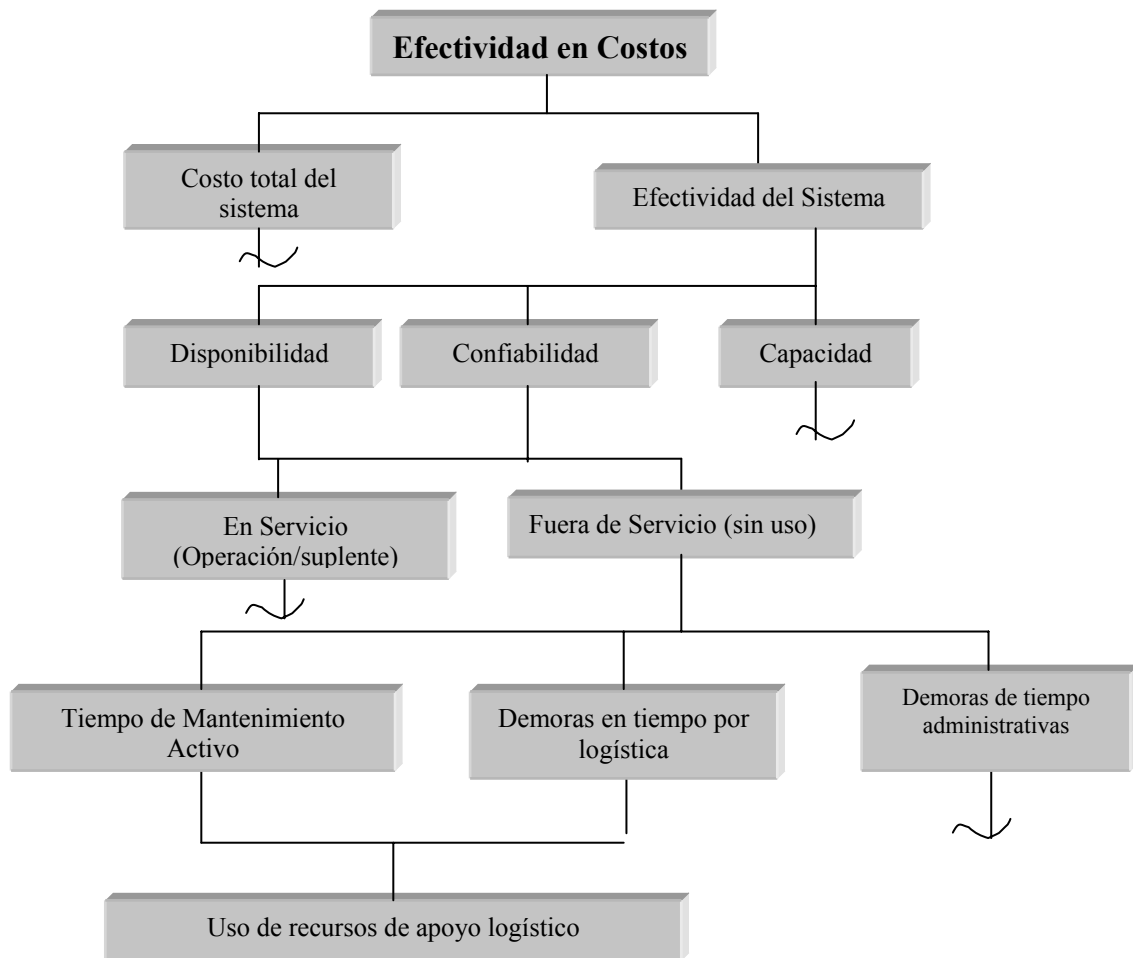 Efectividad en Costos
Costo total del
sistema
Efectividad del Sistema
Disponibilidad
Confiabilidad
Capacidad
En Servicio
(Operación/suplente)
Fuera de Servicio (sin uso)
Tiempo de Mantenimiento
Activo
Demoras en tiempo por
logística
Demoras de tiempo
administrativas
Uso de recursos de apoyo logístico